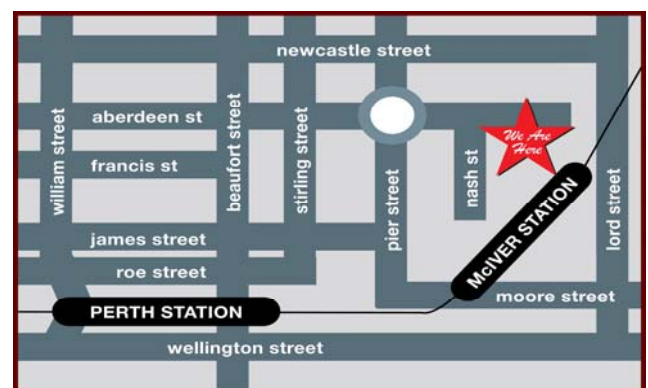 newcastle street
aberdeen st
francis st
william street
beaufort street
stirling street
pier street
nash st
We Are
Here
lord street
james street
roe street
McIVER STATION
moore street
PERTH STATION
wellington street